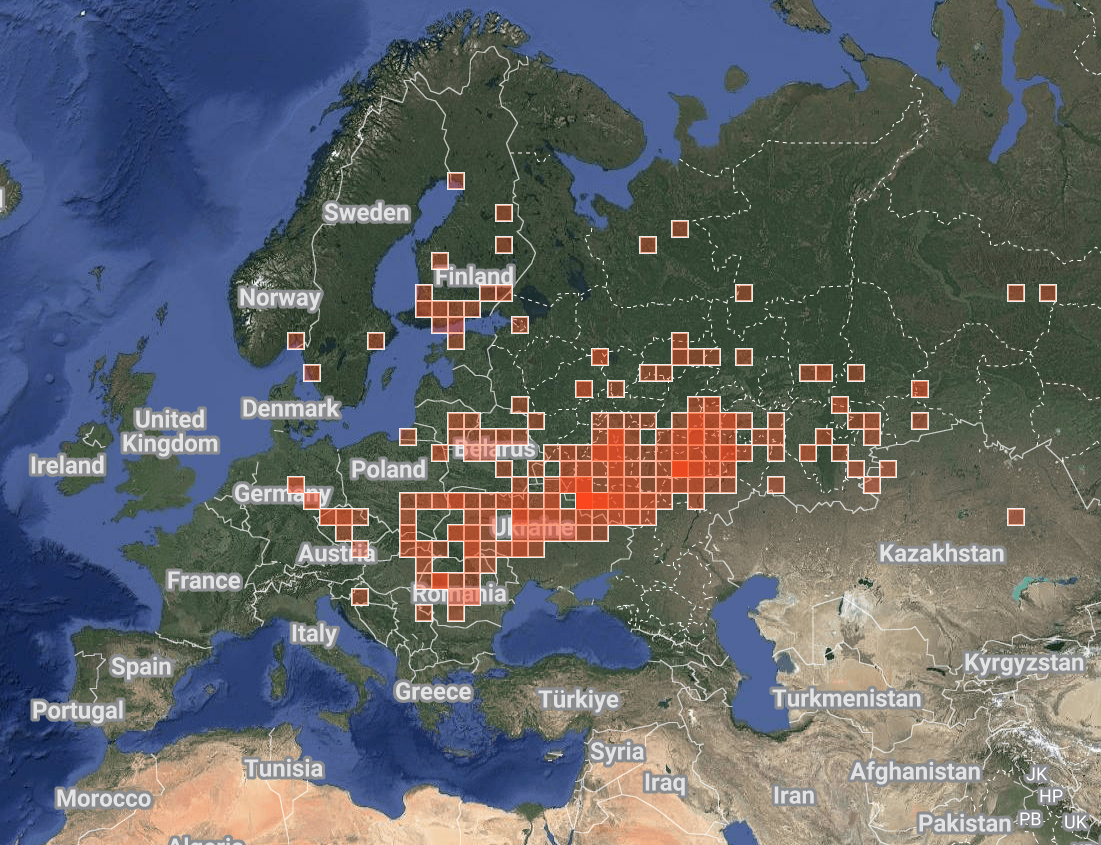 Sweden
Finland
Norway
United
Kingdom
Denmark
Ireland
Belarus
Poland
Germany
Ukraine
Austria
Kazakhstan
France
Romania
Italy
Kyrgyzstan
Spain
Greece
Türkiye
Turkmenistan
Portugal
Syria
Tunisia
Iraq
Afghanistan
JK
Iran
HP
Morocco
Pakistan
PB
UK
Algeria